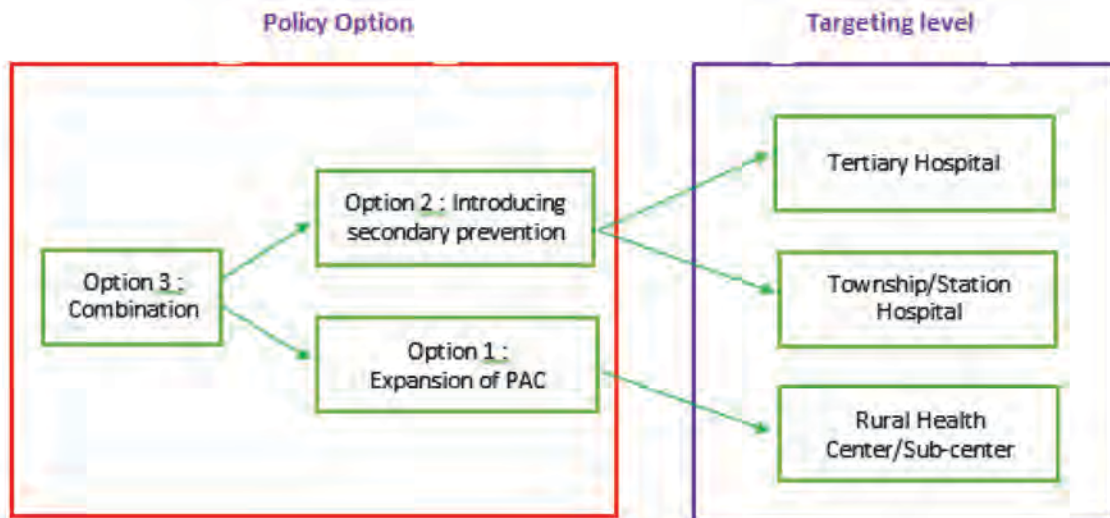 Policy Option
Targeting level
Option 3 :
Combination
Option 2 : Introducing
secondary prevention
Option 1 :
Expansion of PAC
Tertiary Hospital
Township/Station
Hospital
Rural Health
Center/Sub-center